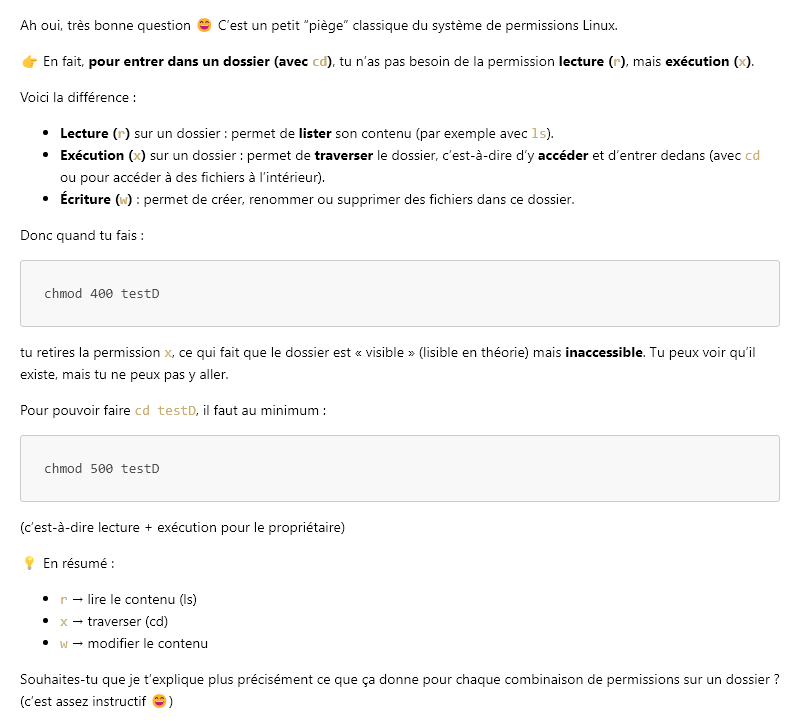 Ah oui, très bonne question 😄 C’est un petit “piège” classique du système de permissions Linux.
👉 En fait, pour entrer dans un dossier (avec cd), tu n’as pas besoin de la permission lecture (r), mais exécution (x).
Voici la différence :
• Lecture (r) sur un dossier : permet de lister son contenu (par exemple avec ls).
• Exécution (x) sur un dossier : permet de traverser le dossier, c’est-à-dire d’y accéder et d’entrer dedans (avec cd
ou pour accéder à des fichiers à l’intérieur).
• Écriture (w) : permet de créer, renommer ou supprimer des fichiers dans ce dossier.
Donc quand tu fais :
chmod 400 testD
tu retires la permission x, ce qui fait que le dossier est « visible » (lisible en théorie) mais inaccessible. Tu peux voir qu’il
existe, mais tu ne peux pas y aller.
Pour pouvoir faire cd testD, il faut au minimum :
chmod 500 testD
(c’est-à-dire lecture + exécution pour le propriétaire)
💡 En résumé :
• r → lire le contenu (ls)
• x → traverser (cd)
• w → modifier le contenu
Souhaites-tu que je t’explique plus précisément ce que ça donne pour chaque combinaison de permissions sur un dossier ?
(c’est assez instructif 😄)